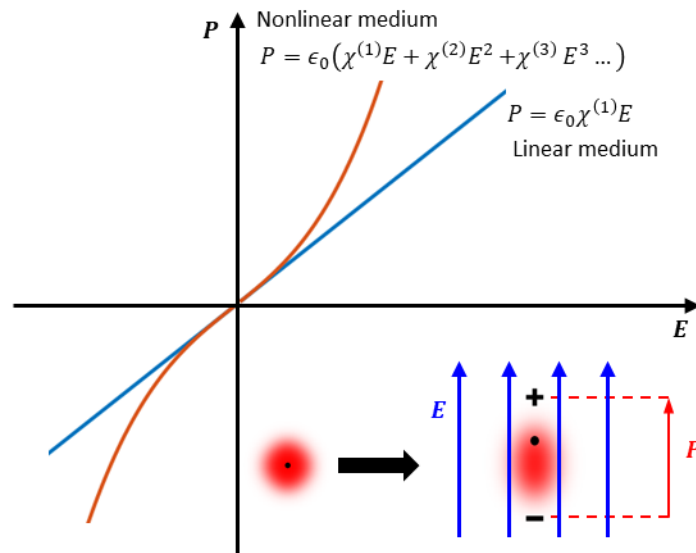 P
Nonlinear medium
P = ϵ₀(χ⁽¹⁾E + χ⁽²⁾E² + χ⁽³⁾ E³ …)
P = ϵ₀χ⁽¹⁾E
Linear medium
E
E
+
P
−